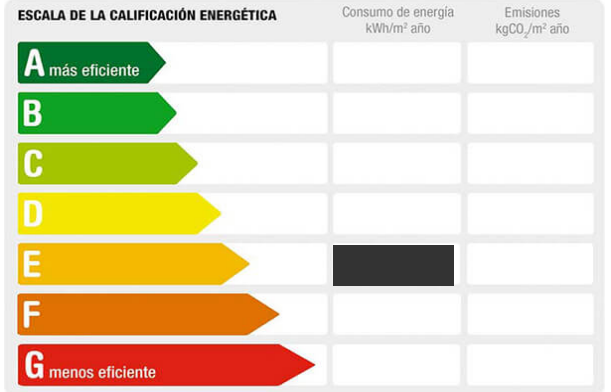 ESCALA DE LA CALIFICACIÓN ENERGÉTICA
Consumo de energía
kWh/m² año
Emisiones
kgCO₂/m² año
A más eficiente
B
C
D
E
F
G menos eficiente